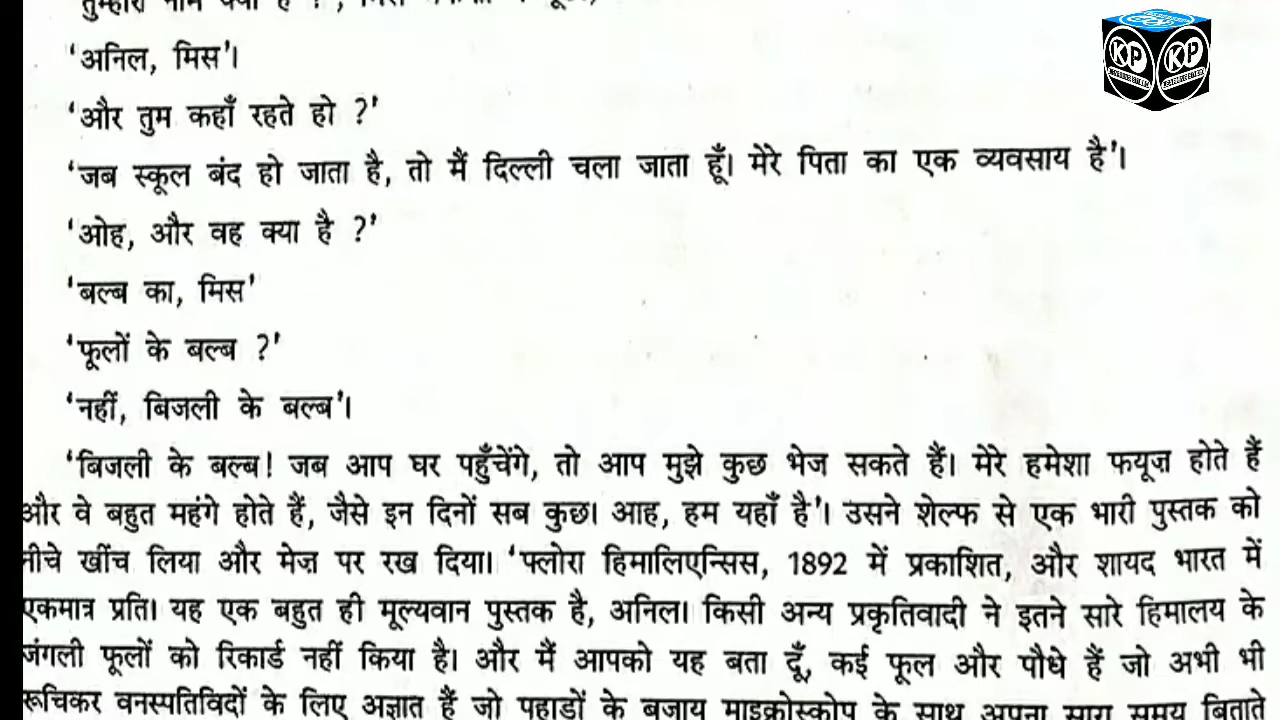 तुम्हारा नाम क्या है
'अनिल, मिस'।
'और तुम कहाँ रहते हो ?'
'जब स्कूल बंद हो जाता है, तो मैं दिल्ली चला जाता हूँ। मेरे पिता का एक व्यवसाय है'।
'ओह, और वह क्या है ?'
'बल्ब का, मिस'
'फूलों के बल्ब ?'
'नहीं, बिजली के बल्ब'।
'बिजली के बल्ब! जब आप घर पहुँचेंगे, तो आप मुझे कुछ भेज सकते हैं। मेरे हमेशा फ़यूज़ होते हैं
और वे बहुत महंगे होते हैं, जैसे इन दिनों सब कुछ। आह, हम यहाँ है'। उसने शेल्फ से एक भारी पुस्तक को
नीचे खींच लिया और मेज़ पर रख दिया। 'फ्लोरा हिमालिएन्सिस, 1892 में प्रकाशित, और शायद भारत में
एकमात्र प्रति। यह एक बहुत ही मूल्यवान पुस्तक है, अनिल। किसी अन्य प्रकृतिवादी ने इतने सारे हिमालय के
जंगली फूलों को रिकार्ड नहीं किया है। और मैं आपको यह बता दूँ, कई फूल और पौधे हैं जो अभी भी
रूचिकर वनस्पतिविदों के लिए अज्ञात हैं जो पहाड़ों के बजाय माइक्रोस्कोप के साथ अपना सारा समय बिताते
KP KP